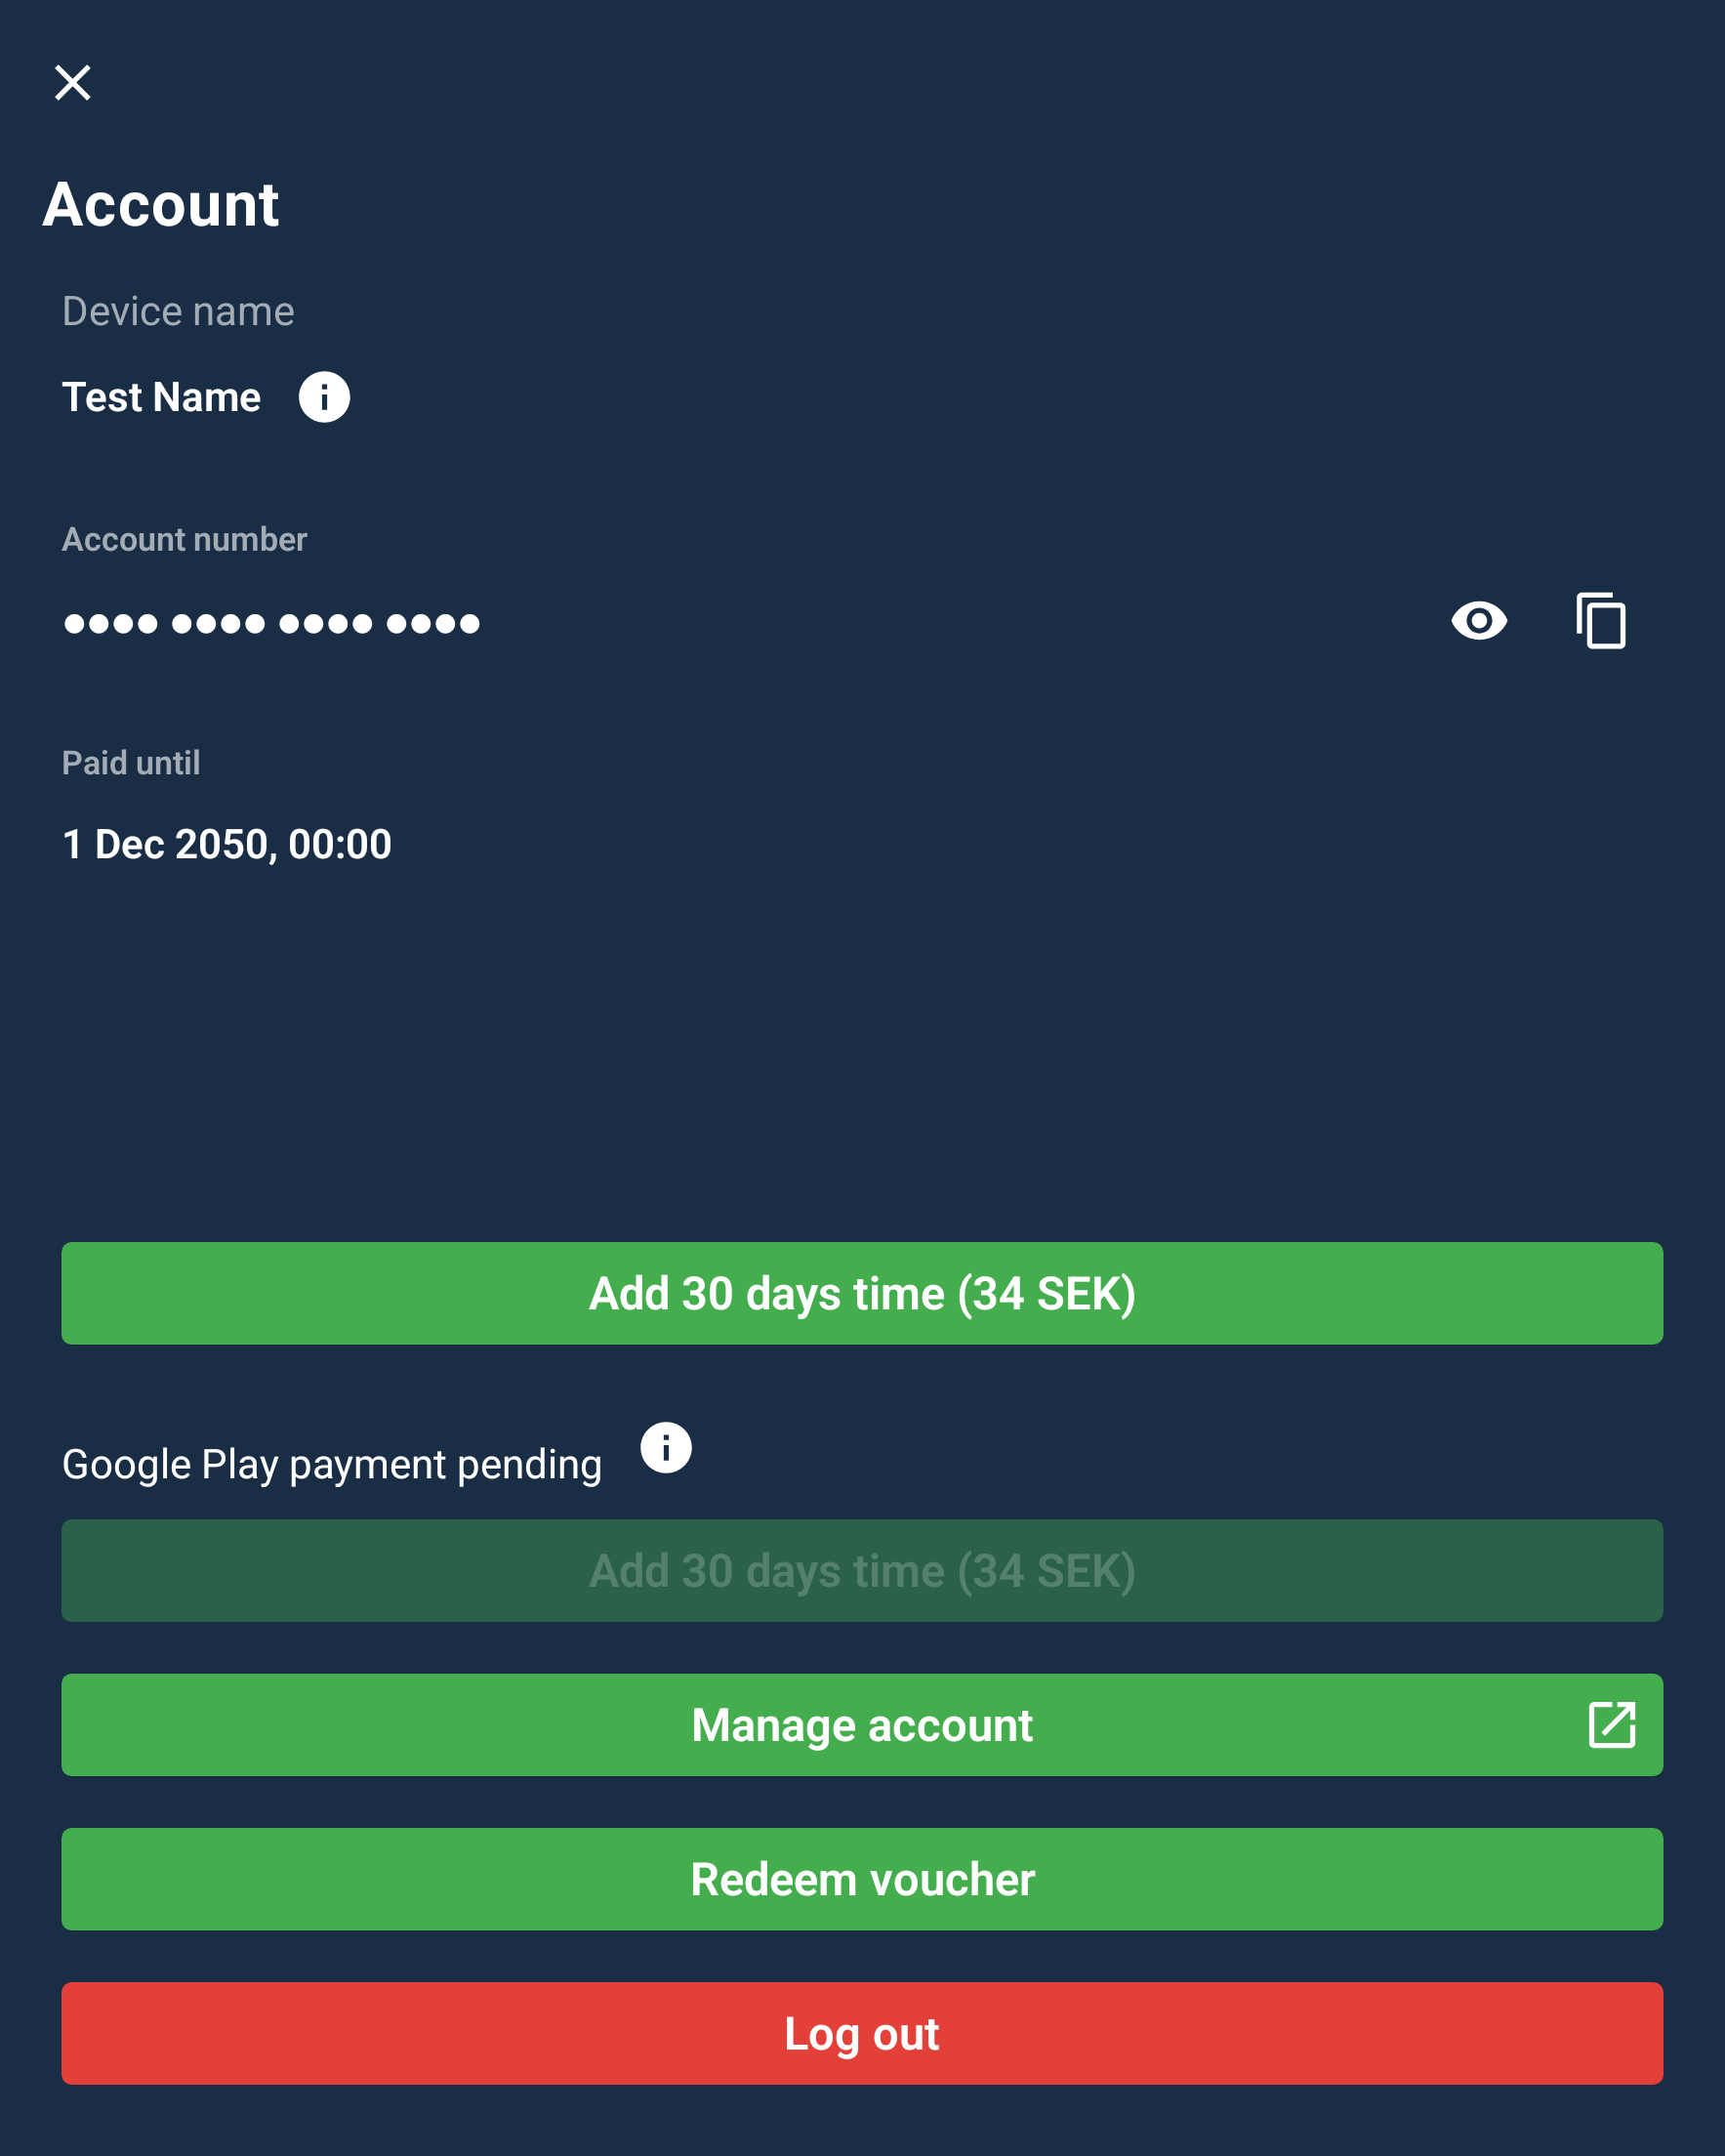 Account
Device name
Test Name
Account number
•••• •••• •••• ••••
Paid until
1 Dec 2050, 00:00
Add 30 days time (34 SEK)
Google Play payment pending
Add 30 days time (34 SEK)
Manage account
Redeem voucher
Log out